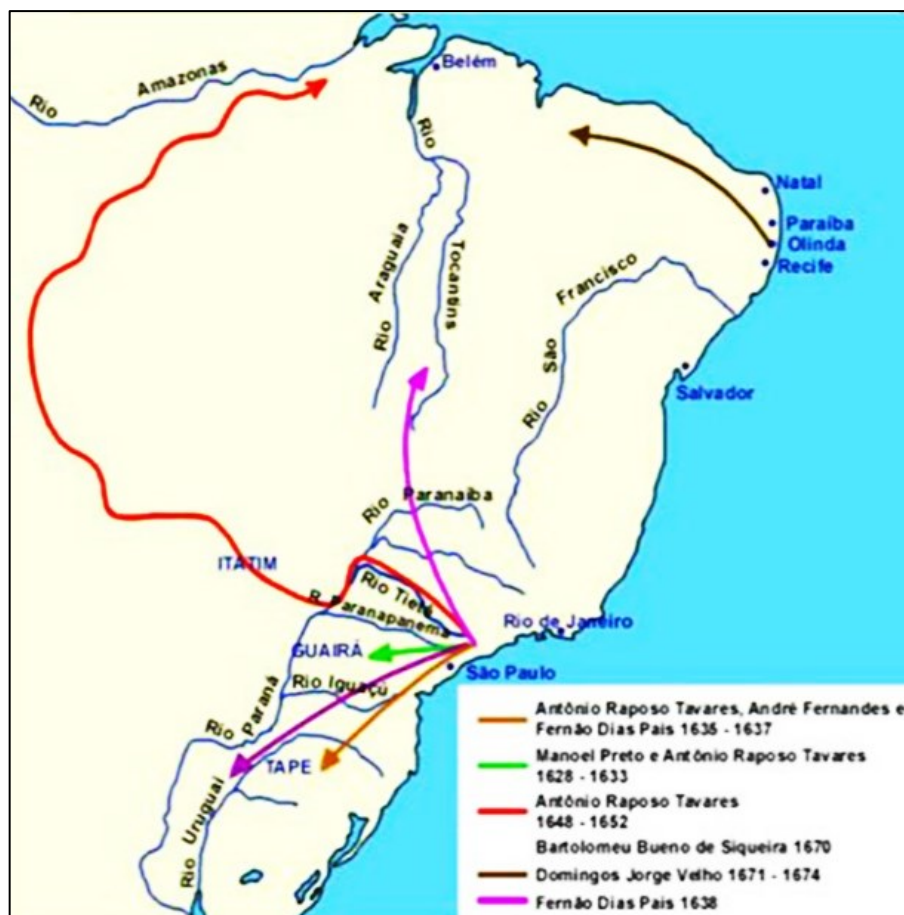 Belém
Rio Amazonas
Rio
Natal
Paraíba
Olinda
Recife
Rio Araguaia
Tocantins
Rio São Francisco
Salvador
Rio Paranaíba
ITATIM
Rio Tietê
R. Paranapanema
Rio de Janeiro
GUAIRÁ
São Paulo
Rio Iguaçú
Rio Paraná
TAPE
Rio Uruguai
Antônio Raposo Tavares, André Fernandes e
Fernão Dias Pais 1635 - 1637
Manoel Preto e Antônio Raposo Tavares
1628 - 1633
Antônio Raposo Tavares
1648 - 1652
Bartolomeu Bueno de Siqueira 1670
Domingos Jorge Velho 1671 - 1674
Fernão Dias Pais 1638